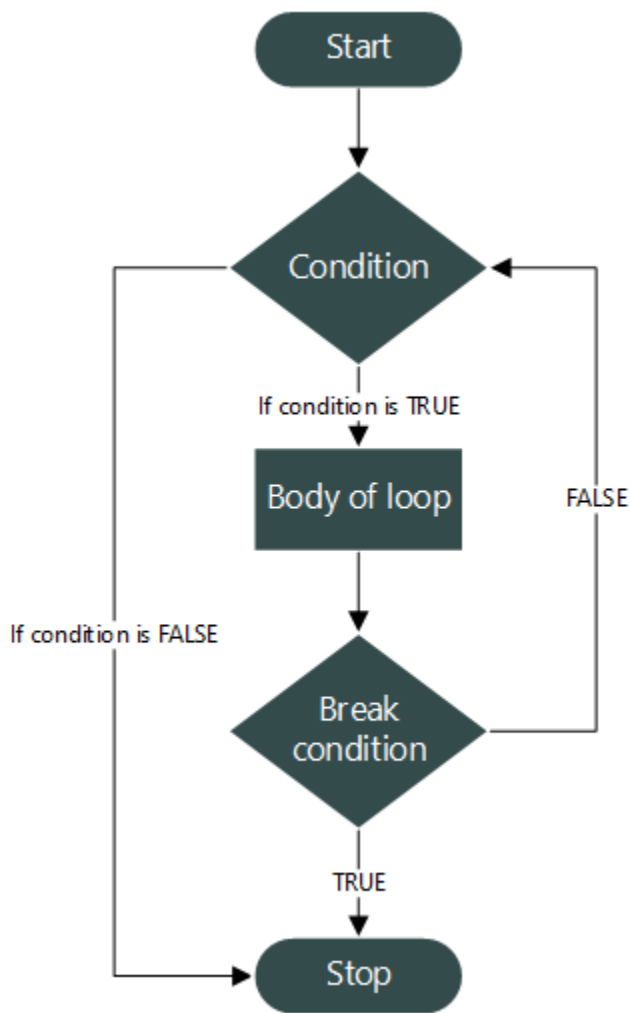 Start
Condition
If condition is TRUE
Body of loop
FALSE
If condition is FALSE
Break
condition
TRUE
Stop